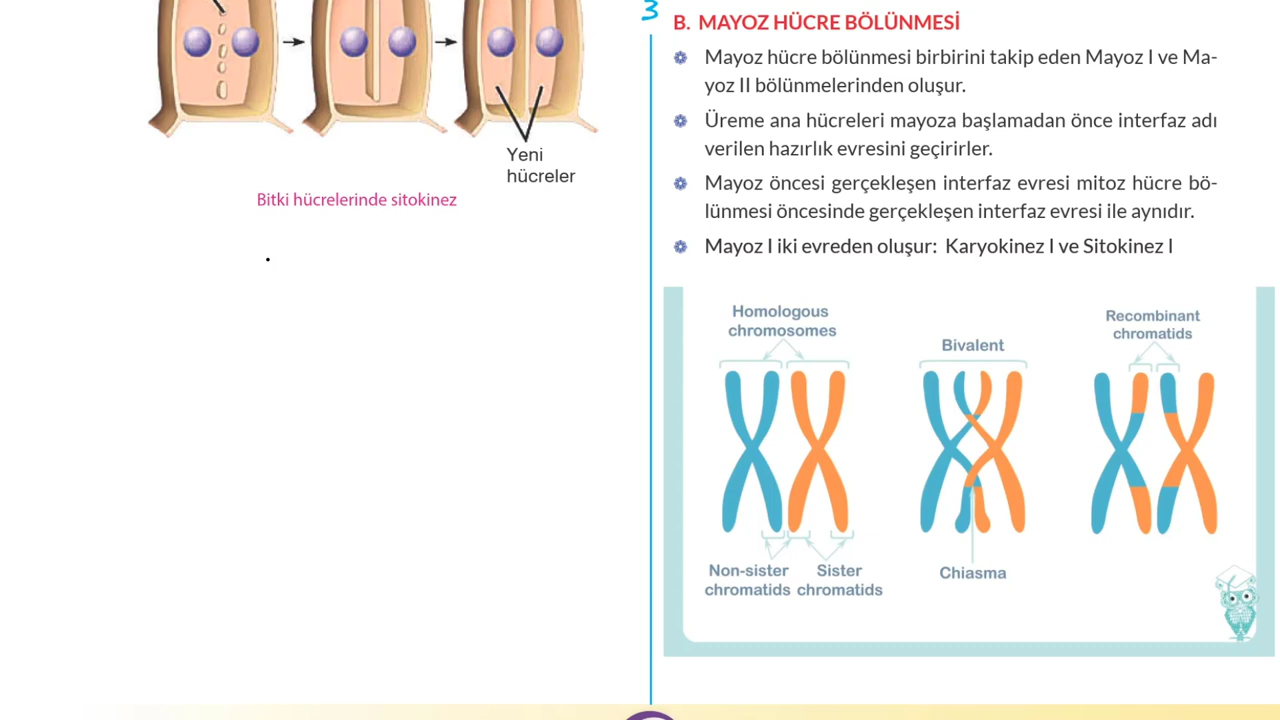 Yeni
hücreler
Bitki hücrelerinde sitokinez
3
B. MAYOZ HÜCRE BÖLÜNMESİ
Mayoz hücre bölünmesi birbirini takip eden Mayoz I ve Ma-
yoz II bölünmelerinden oluşur.
Üreme ana hücreleri mayoza başlamadan önce interfaz adı
verilen hazırlık evresini geçirirler.
Mayoz öncesi gerçekleşen interfaz evresi mitoz hücre bö-
lünmesi öncesinde gerçekleşen interfaz evresi ile aynıdır.
Mayoz I iki evreden oluşur: Karyokinez I ve Sitokinez I
Homologous
chromosomes
Bivalent
Recombinant
chromatids
Non-sister
chromatids
Sister
chromatids
Chiasma